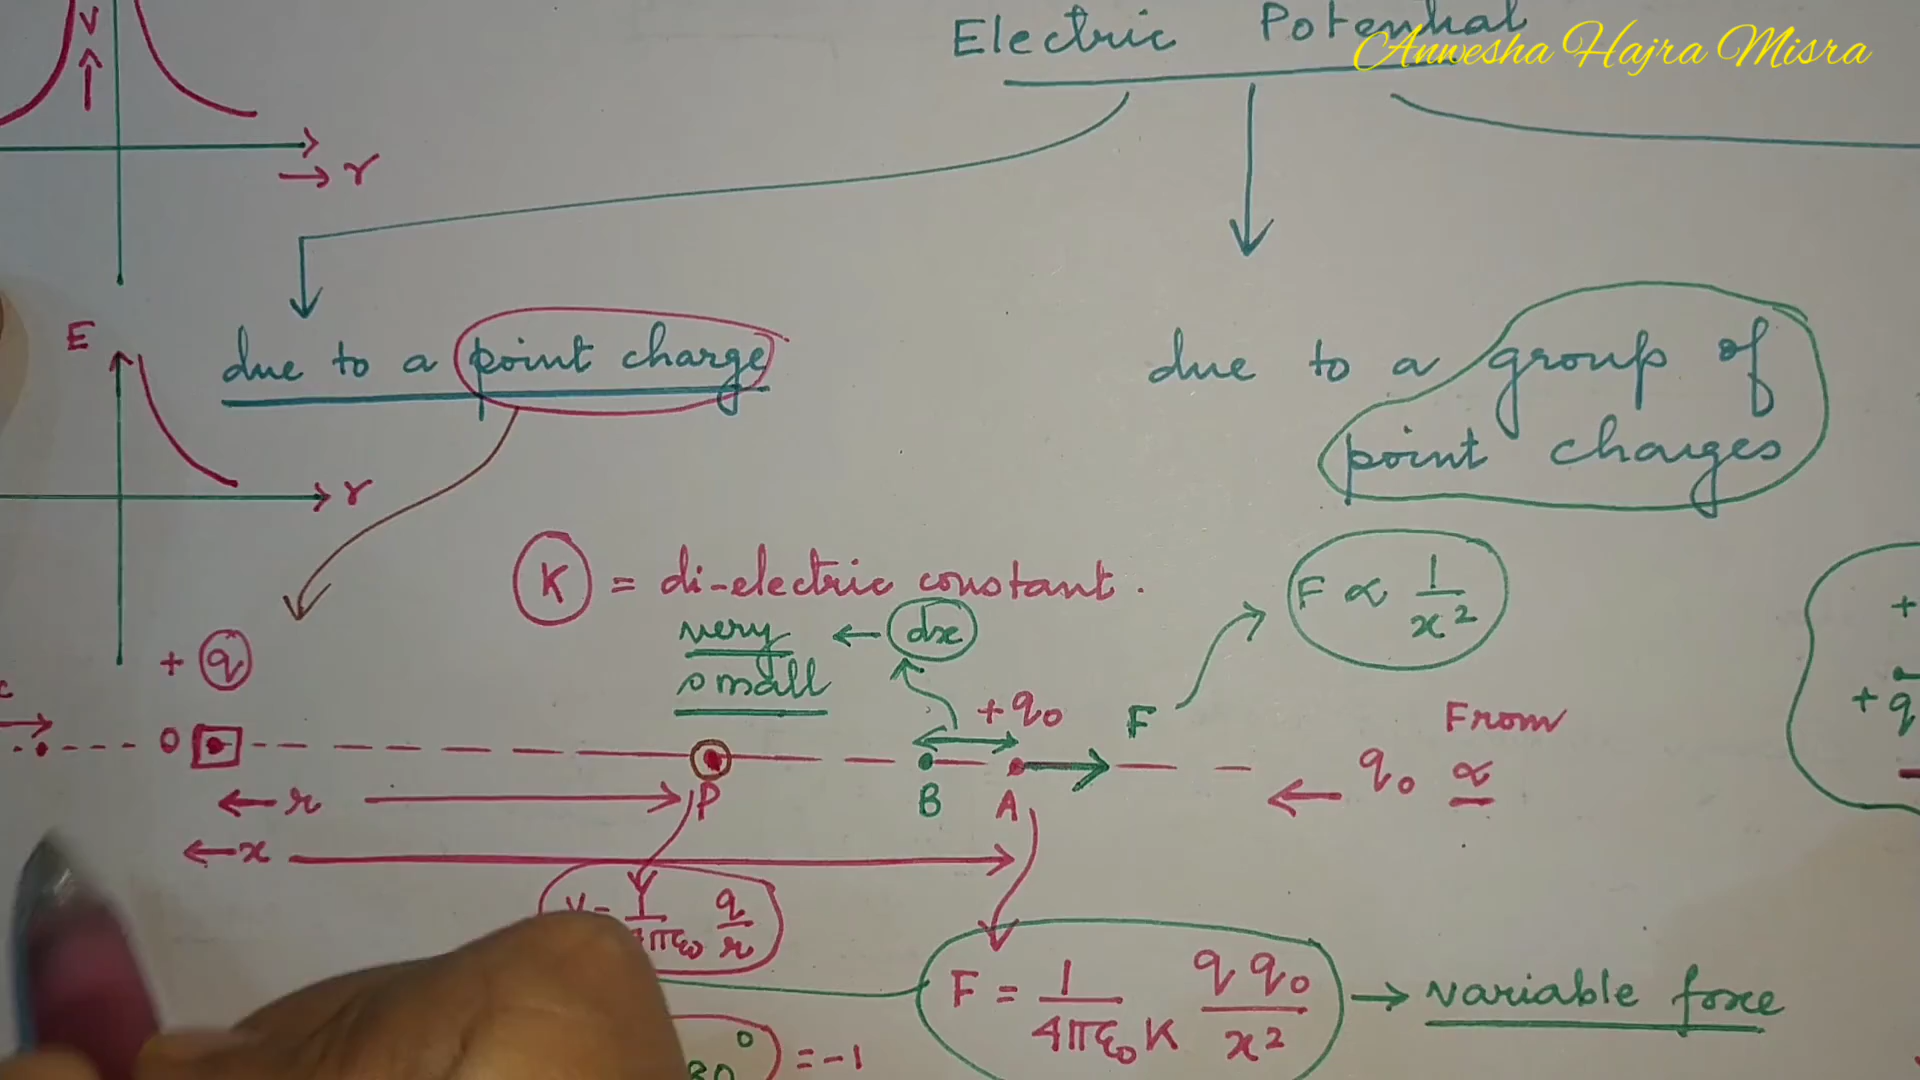 Electric Potential
Anwesha Hajra Misra
V
→ r
E
due to a point charge
due to a group of
point charges
r
K = di-electric constant.
very ← dx
small
F ∝ 1/x²
+ q
+q₀
F
From
+
+ q
O
← q₀ ∝
← r → P
B A
← x →
1/4πε₀ q/r
F = 1/4πε₀K qq₀/x² → variable force
0° = -1